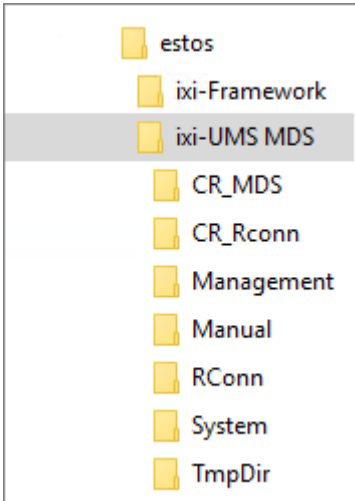 estos
ixi-Framework
ixi-UMS MDS
CR_MDS
CR_Rconn
Management
Manual
RConn
System
TmpDir